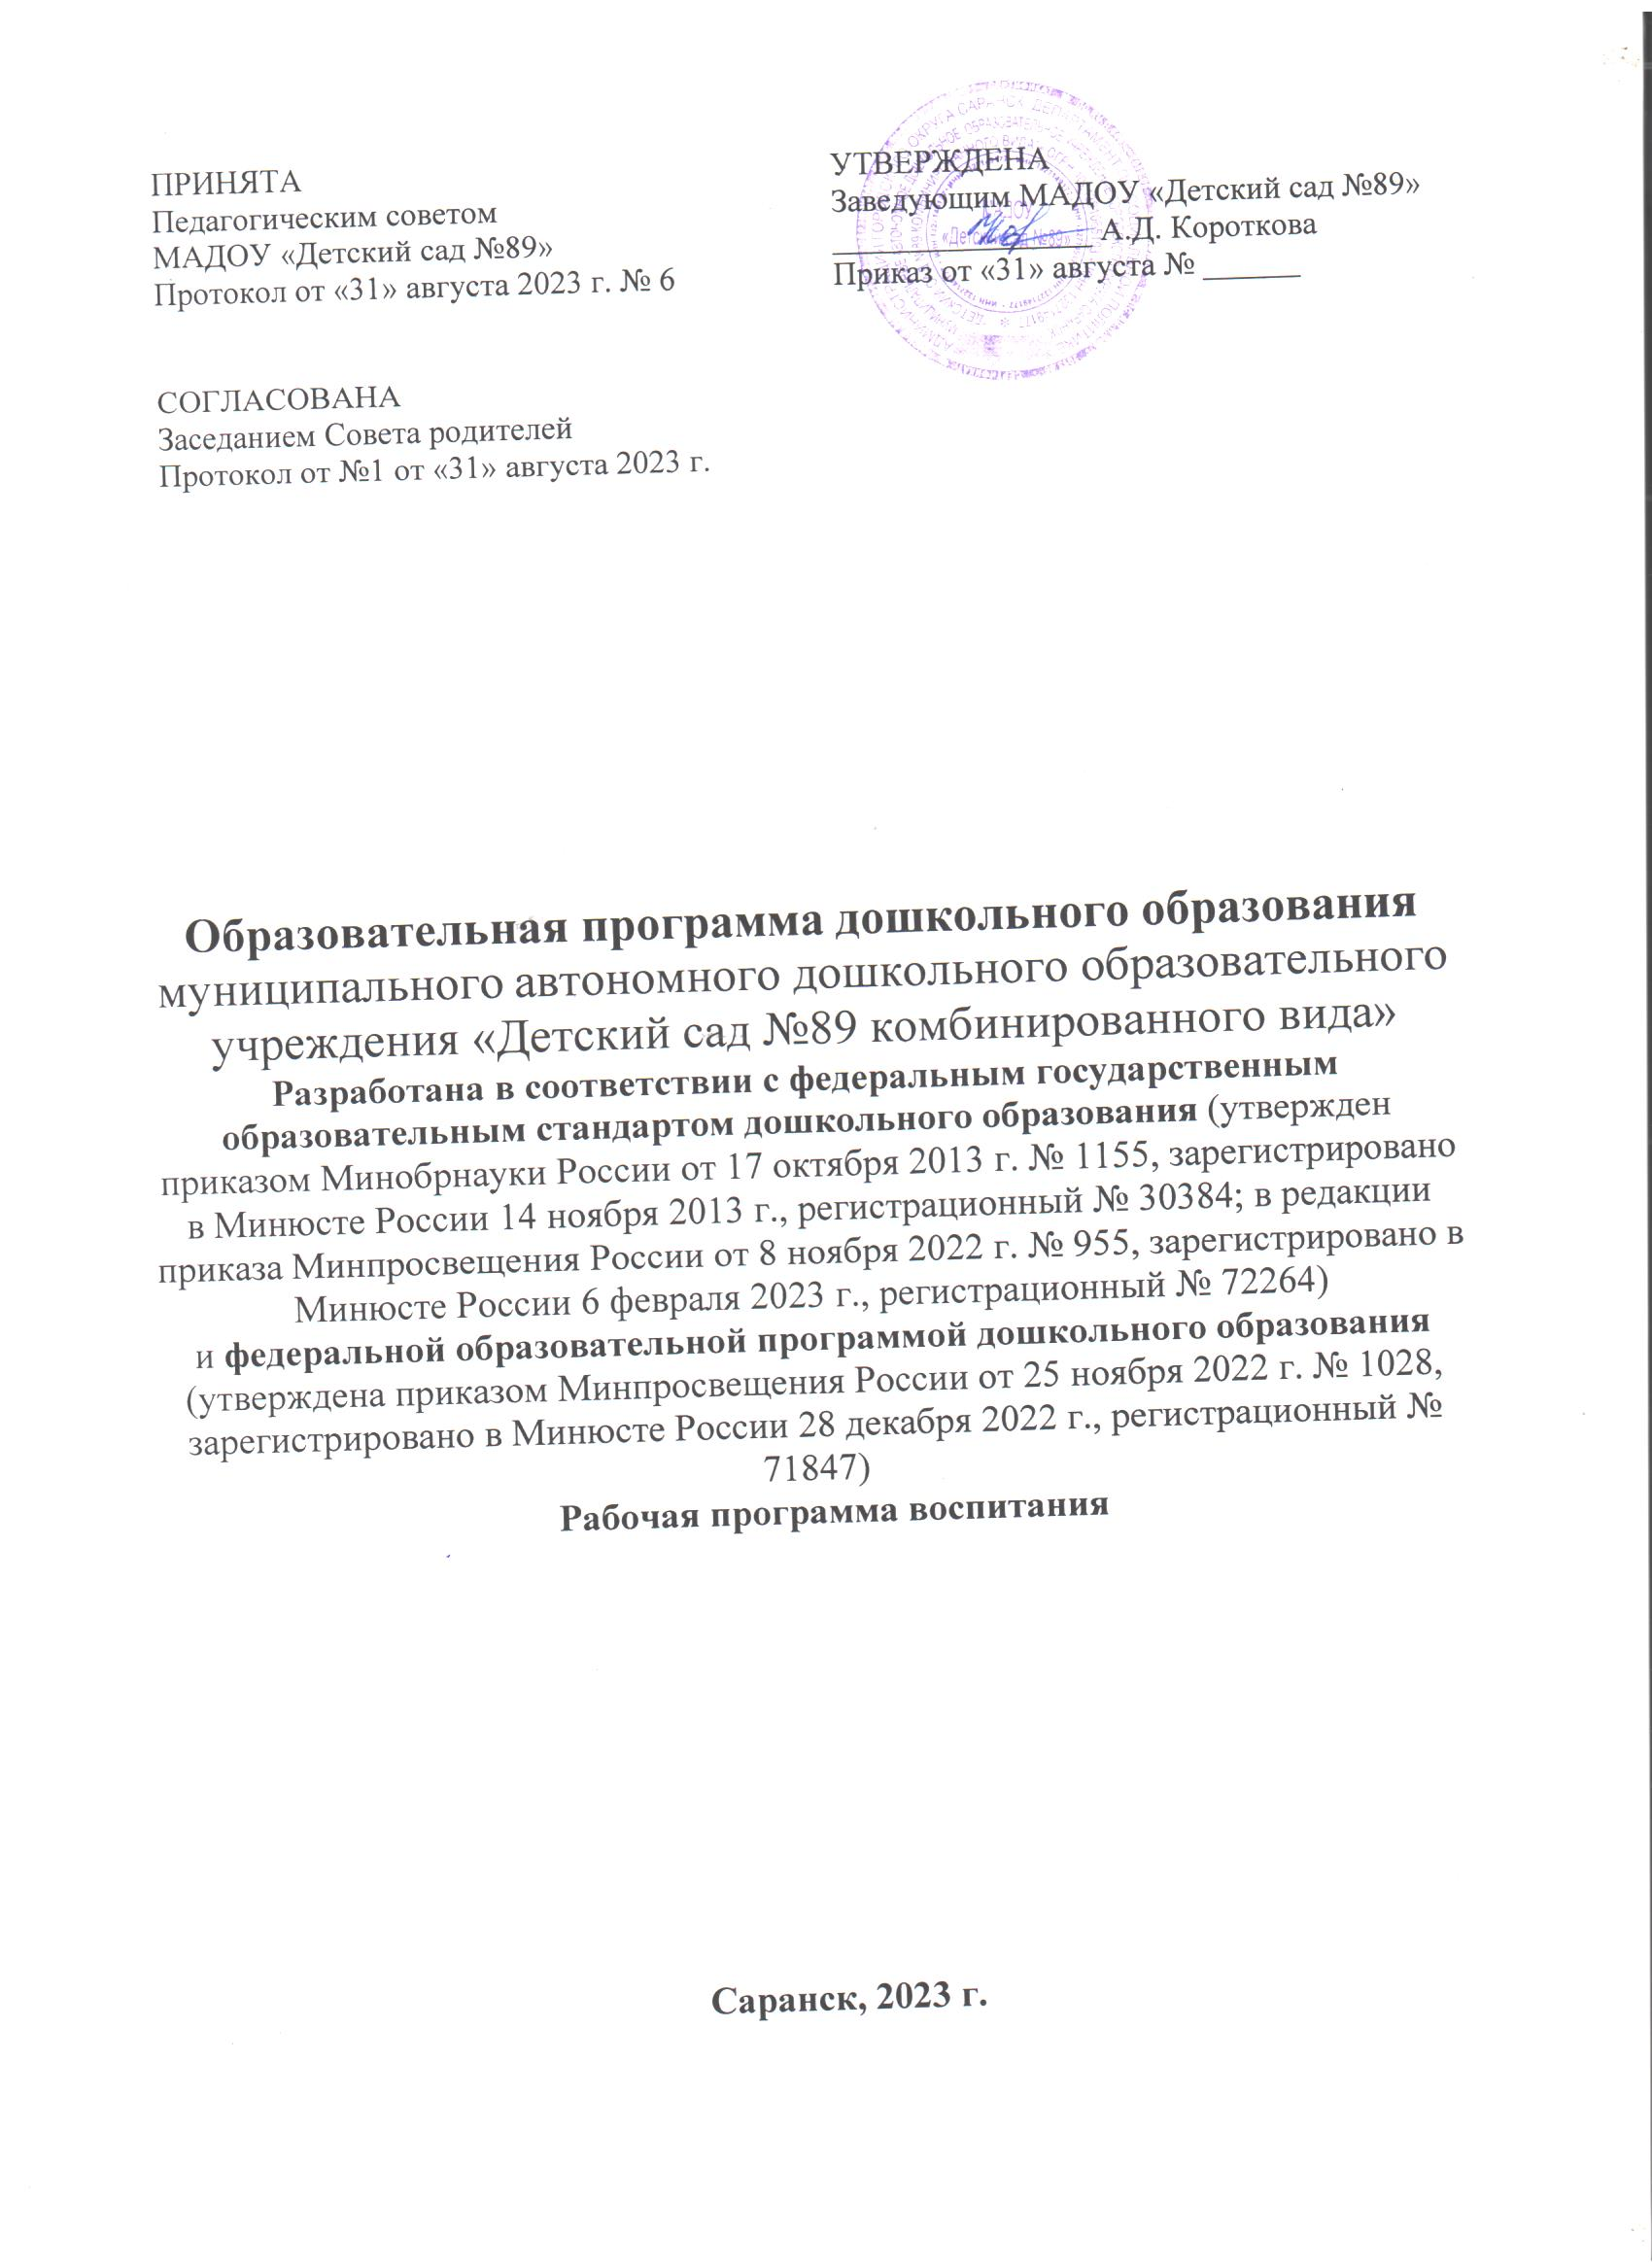 ПРИНЯТА
Педагогическим советом
МАДОУ «Детский сад №89»
Протокол от «31» августа 2023 г. № 6
УТВЕРЖДЕНА
Заведующим МАДОУ «Детский сад №89»
______________ А.Д. Короткова
Приказ от «31» августа № ______
СОГЛАСОВАНА
Заседанием Совета родителей
Протокол от №1 от «31» августа 2023 г.
Образовательная программа дошкольного образования
муниципального автономного дошкольного образовательного
учреждения «Детский сад №89 комбинированного вида»
Разработана в соответствии с федеральным государственным
образовательным стандартом дошкольного образования (утвержден
приказом Минобрнауки России от 17 октября 2013 г. № 1155, зарегистрировано
в Минюсте России 14 ноября 2013 г., регистрационный № 30384; в редакции
приказа Минпросвещения России от 8 ноября 2022 г. № 955, зарегистрировано в
Минюсте России 6 февраля 2023 г., регистрационный № 72264)
и федеральной образовательной программой дошкольного образования
(утверждена приказом Минпросвещения России от 25 ноября 2022 г. № 1028,
зарегистрировано в Минюсте России 28 декабря 2022 г., регистрационный №
71847)
Рабочая программа воспитания
Саранск, 2023 г.